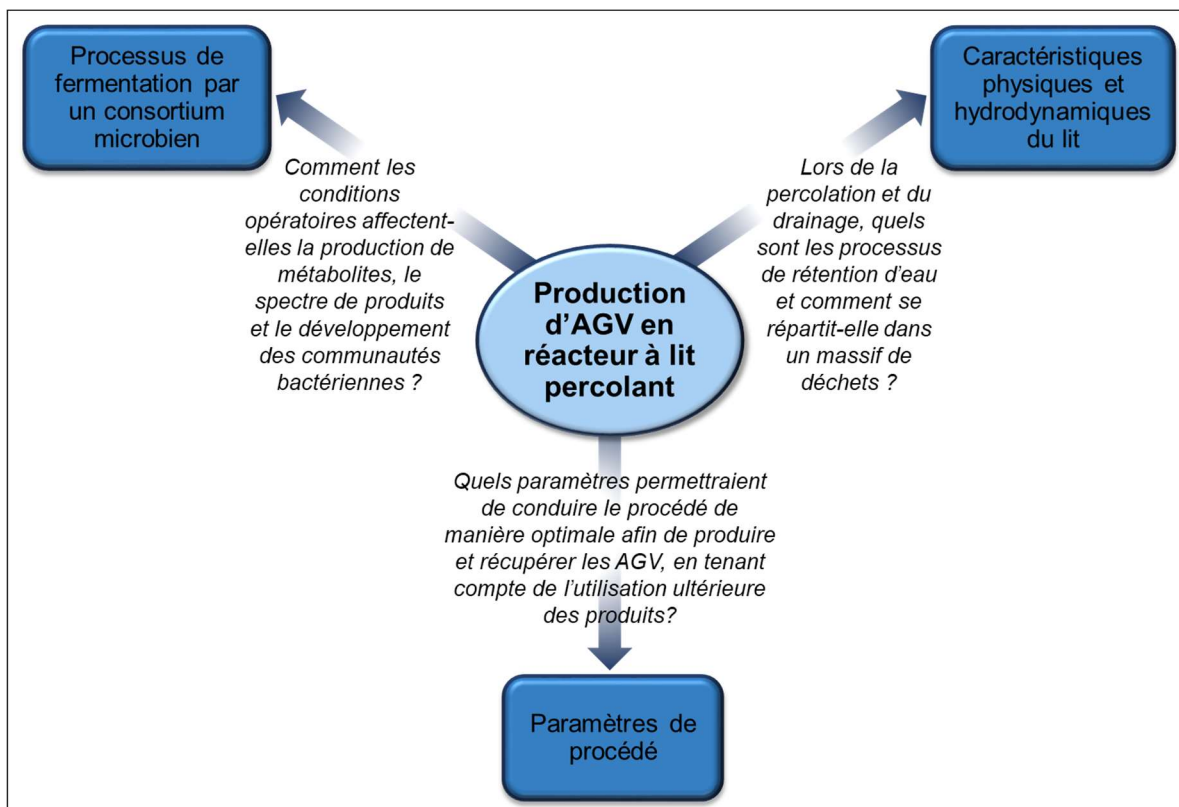 Processus de
fermentation par
un consortium
microbien
Caractéristiques
physiques et
hydrodynamiques
du lit
Comment les
conditions
opératoires affectent-
elles la production de
métabolites, le
spectre de produits
et le développement
des communautés
bactériennes ?
Lors de la
percolation et du
drainage, quels
sont les processus
de rétention d’eau
et comment se
répartit-elle dans
un massif de
déchets ?
Production
d’AGV en
réacteur à lit
percolant
Quels paramètres permettraient
de conduire le procédé de
manière optimale afin de produire
et récupérer les AGV, en tenant
compte de l’utilisation ultérieure
des produits?
Paramètres de
procédé